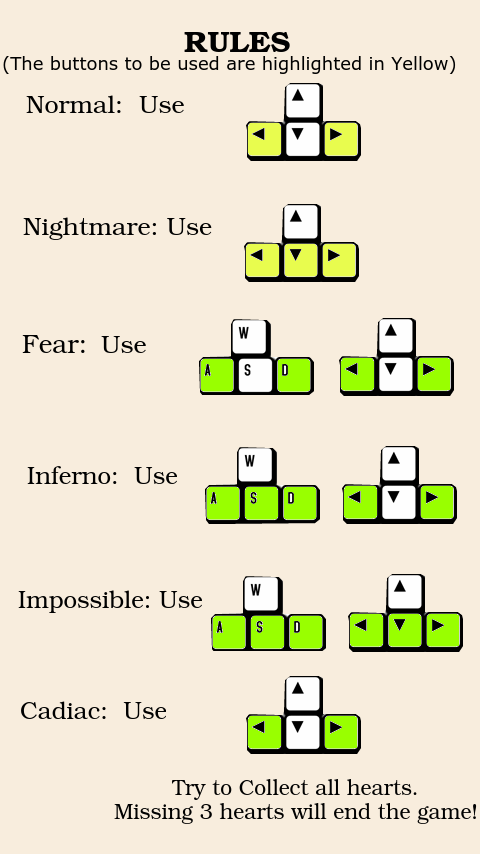 RULES
(The buttons to be used are highlighted in Yellow)
Normal: Use
▲
◀ ▼ ▶
Nightmare: Use
▲
◀ ▼ ▶
Fear: Use
W ▲
A S D ◀ ▼ ▶
Inferno: Use
W ▲
A S D ◀ ▼ ▶
Impossible: Use
W ▲
A S D ◀ ▼ ▶
Cadiac: Use
▲
◀ ▼ ▶
Try to Collect all hearts.
Missing 3 hearts will end the game!